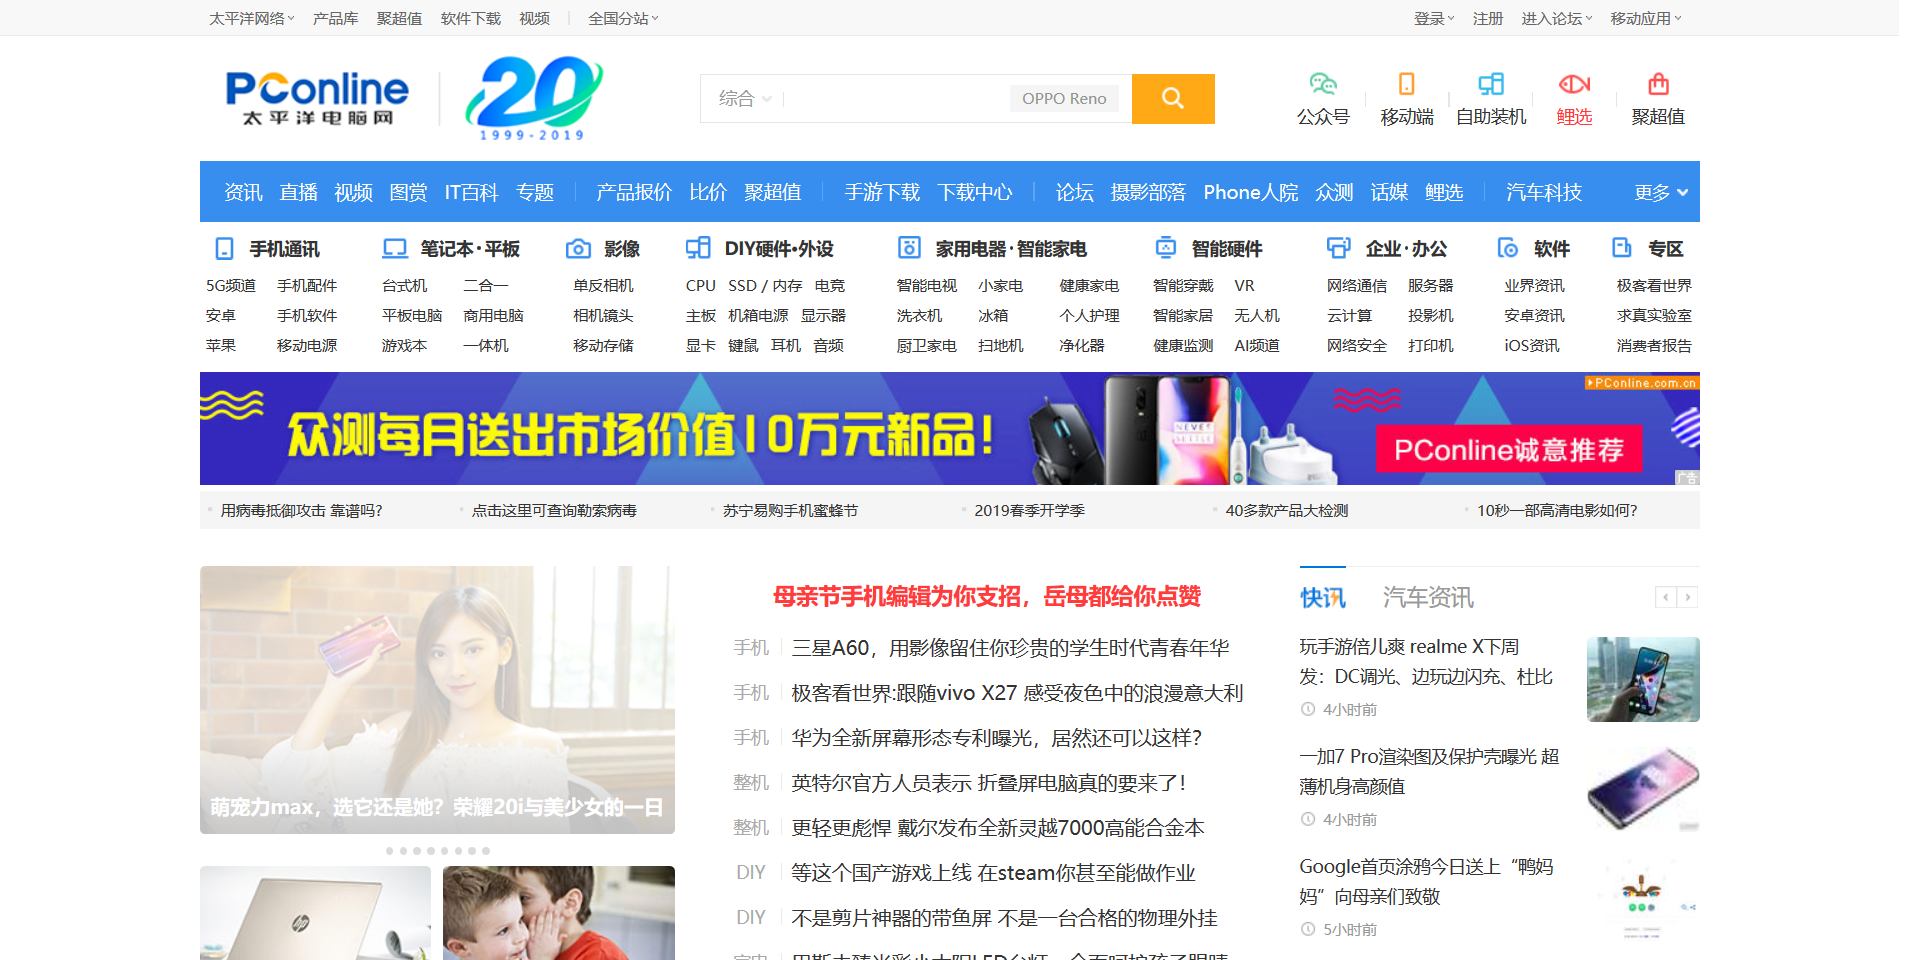 太平洋网络 产品库 聚超值 软件下载 视频 全国分站 登录 注册 进入论坛 移动应用
PConline
太平洋电脑网
20
1999-2019
综合 OPPO Reno
公众号 移动端 自助装机 鲤选 聚超值
资讯 直播 视频 图赏 IT百科 专题 产品报价 比价 聚超值 手游下载 下载中心 论坛 摄影部落 Phone人院 众测 话媒 鲤选 汽车科技 更多
手机通讯 笔记本·平板 影像 DIY硬件·外设 家用电器·智能家电 智能硬件 企业·办公 软件 专区
5G频道 手机配件 台式机 二合一 单反相机 CPU SSD / 内存 电竞 智能电视 小家电 健康家电 智能穿戴 VR 网络通信 服务器 业界资讯 极客看世界
安卓 手机软件 平板电脑 商用电脑 相机镜头 主板 机箱电源 显示器 洗衣机 冰箱 个人护理 智能家居 无人机 云计算 投影机 安卓资讯 求真实验室
苹果 移动电源 游戏本 一体机 移动存储 显卡 键鼠 耳机 音频 厨卫家电 扫地机 净化器 健康监测 AI频道 网络安全 打印机 iOS资讯 消费者报告
PConline.com.cn
众测每月送出市场价值10万元新品！
PConline诚意推荐
广告
用病毒抵御攻击 靠谱吗? 点击这里可查询勒索病毒 苏宁易购手机蜜蜂节 2019春季开学季 40多款产品大检测 10秒一部高清电影如何?
萌宠力max，选它还是她？荣耀20i与美少女的一日
母亲节手机编辑为你支招，岳母都给你点赞
手机 三星A60，用影像留住你珍贵的学生时代青春年华
手机 极客看世界:跟随vivo X27 感受夜色中的浪漫意大利
手机 华为全新屏幕形态专利曝光，居然还可以这样？
整机 英特尔官方人员表示 折叠屏电脑真的要来了！
整机 更轻更彪悍 戴尔发布全新灵越7000高能合金本
DIY 等这个国产游戏上线 在steam你甚至能做作业
DIY 不是剪片神器的带鱼屏 不是一台合格的物理外挂
快讯 汽车资讯
玩手游倍儿爽 realme X下周
发：DC调光、边玩边闪充、杜比
4小时前
一加7 Pro渲染图及保护壳曝光 超
薄机身高颜值
4小时前
Google首页涂鸦今日送上“鸭妈
妈”向母亲们致敬
5小时前
hp